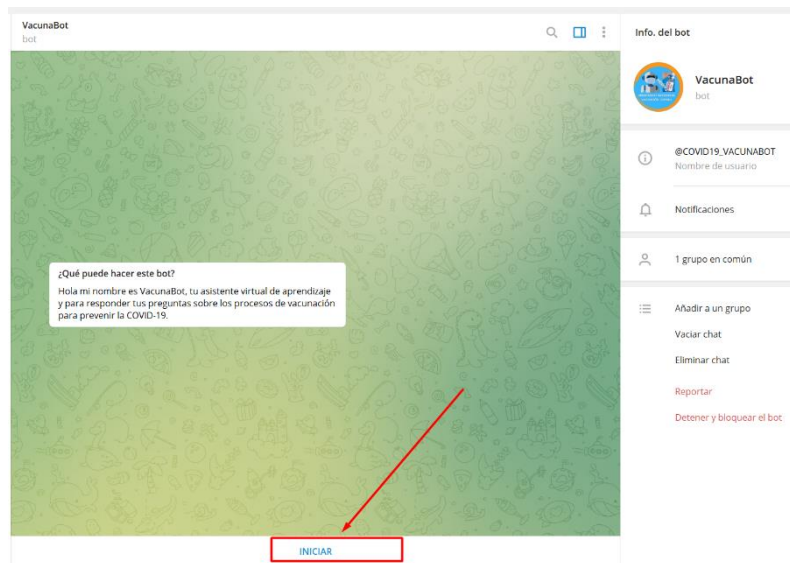 VacunaBot
bot
¿Qué puede hacer este bot?
Hola mi nombre es VacunaBot, tu asistente virtual de aprendizaje
y para responder tus preguntas sobre los procesos de vacunación
para prevenir la COVID-19.
INICIAR
Info. del bot
VacunaBot
bot
@COVID19_VACUNABOT
Nombre de usuario
Notificaciones
1 grupo en común
Añadir a un grupo
Vaciar chat
Eliminar chat
Reportar
Detener y bloquear el bot